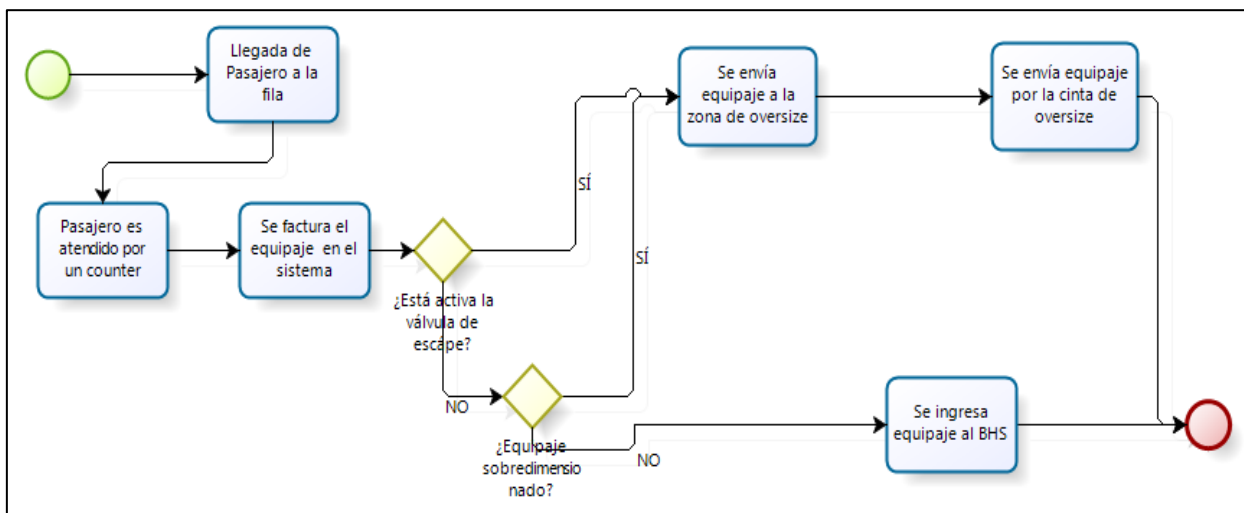 Llegada de
Pasajero a la
fila
Se envía
equipaje a la
zona de oversize
Se envía equipaje
por la cinta de
oversize
SÍ
Pasajero es
atendido por
un counter
Se factura el
equipaje en el
sistema
SÍ
¿Está activa la
válvula de
escápe?
NO
¿Equipaje
sobredimensio
nado?
NO
Se ingresa
equipaje al BHS